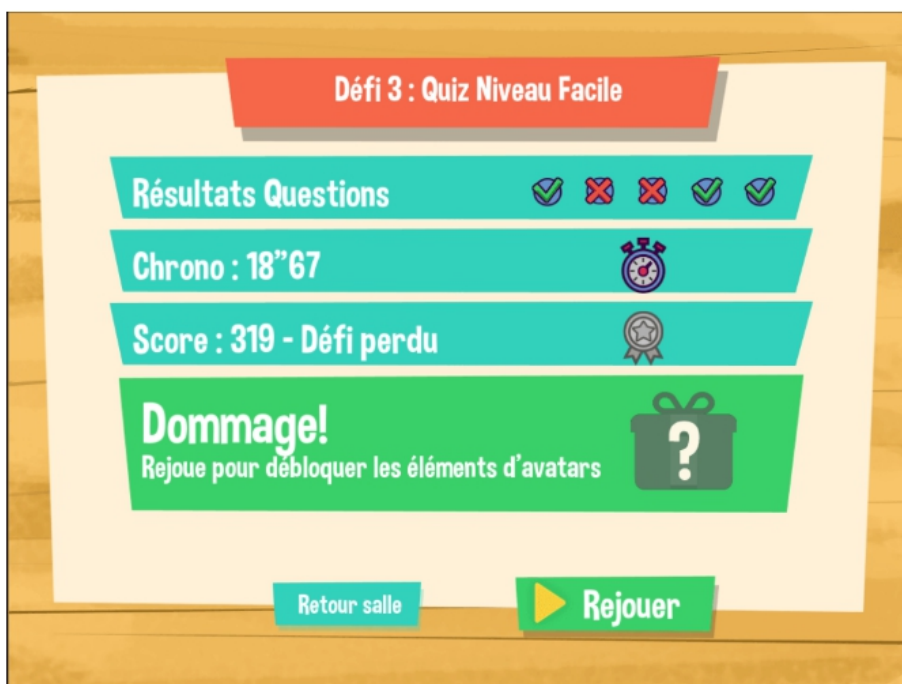 Défi 3 : Quiz Niveau Facile
Résultats Questions
Chrono : 18"67
Score : 319 - Défi perdu
Dommage!
Rejoue pour débloquer les éléments d'avatars
?
Retour salle
Rejouer